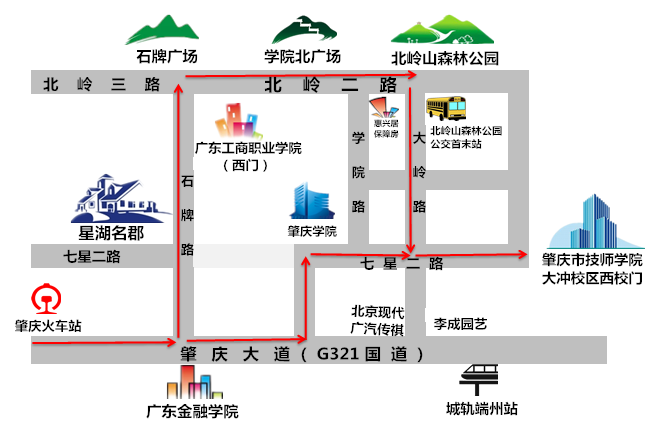 石牌广场
学院北广场
北岭山森林公园
北岭三路
北岭二路
惠兴居
保障房
北岭山森林公园
公交首末站
广东工商职业学院
（西门）
学院路
大岭路
石牌路
星湖名郡
肇庆学院
七星二路
七星二路
肇庆市技师学院
大冲校区西校门
肇庆火车站
北京现代
广汽传祺
李成园艺
肇庆大道(G321国道)
广东金融学院
城轨端州站